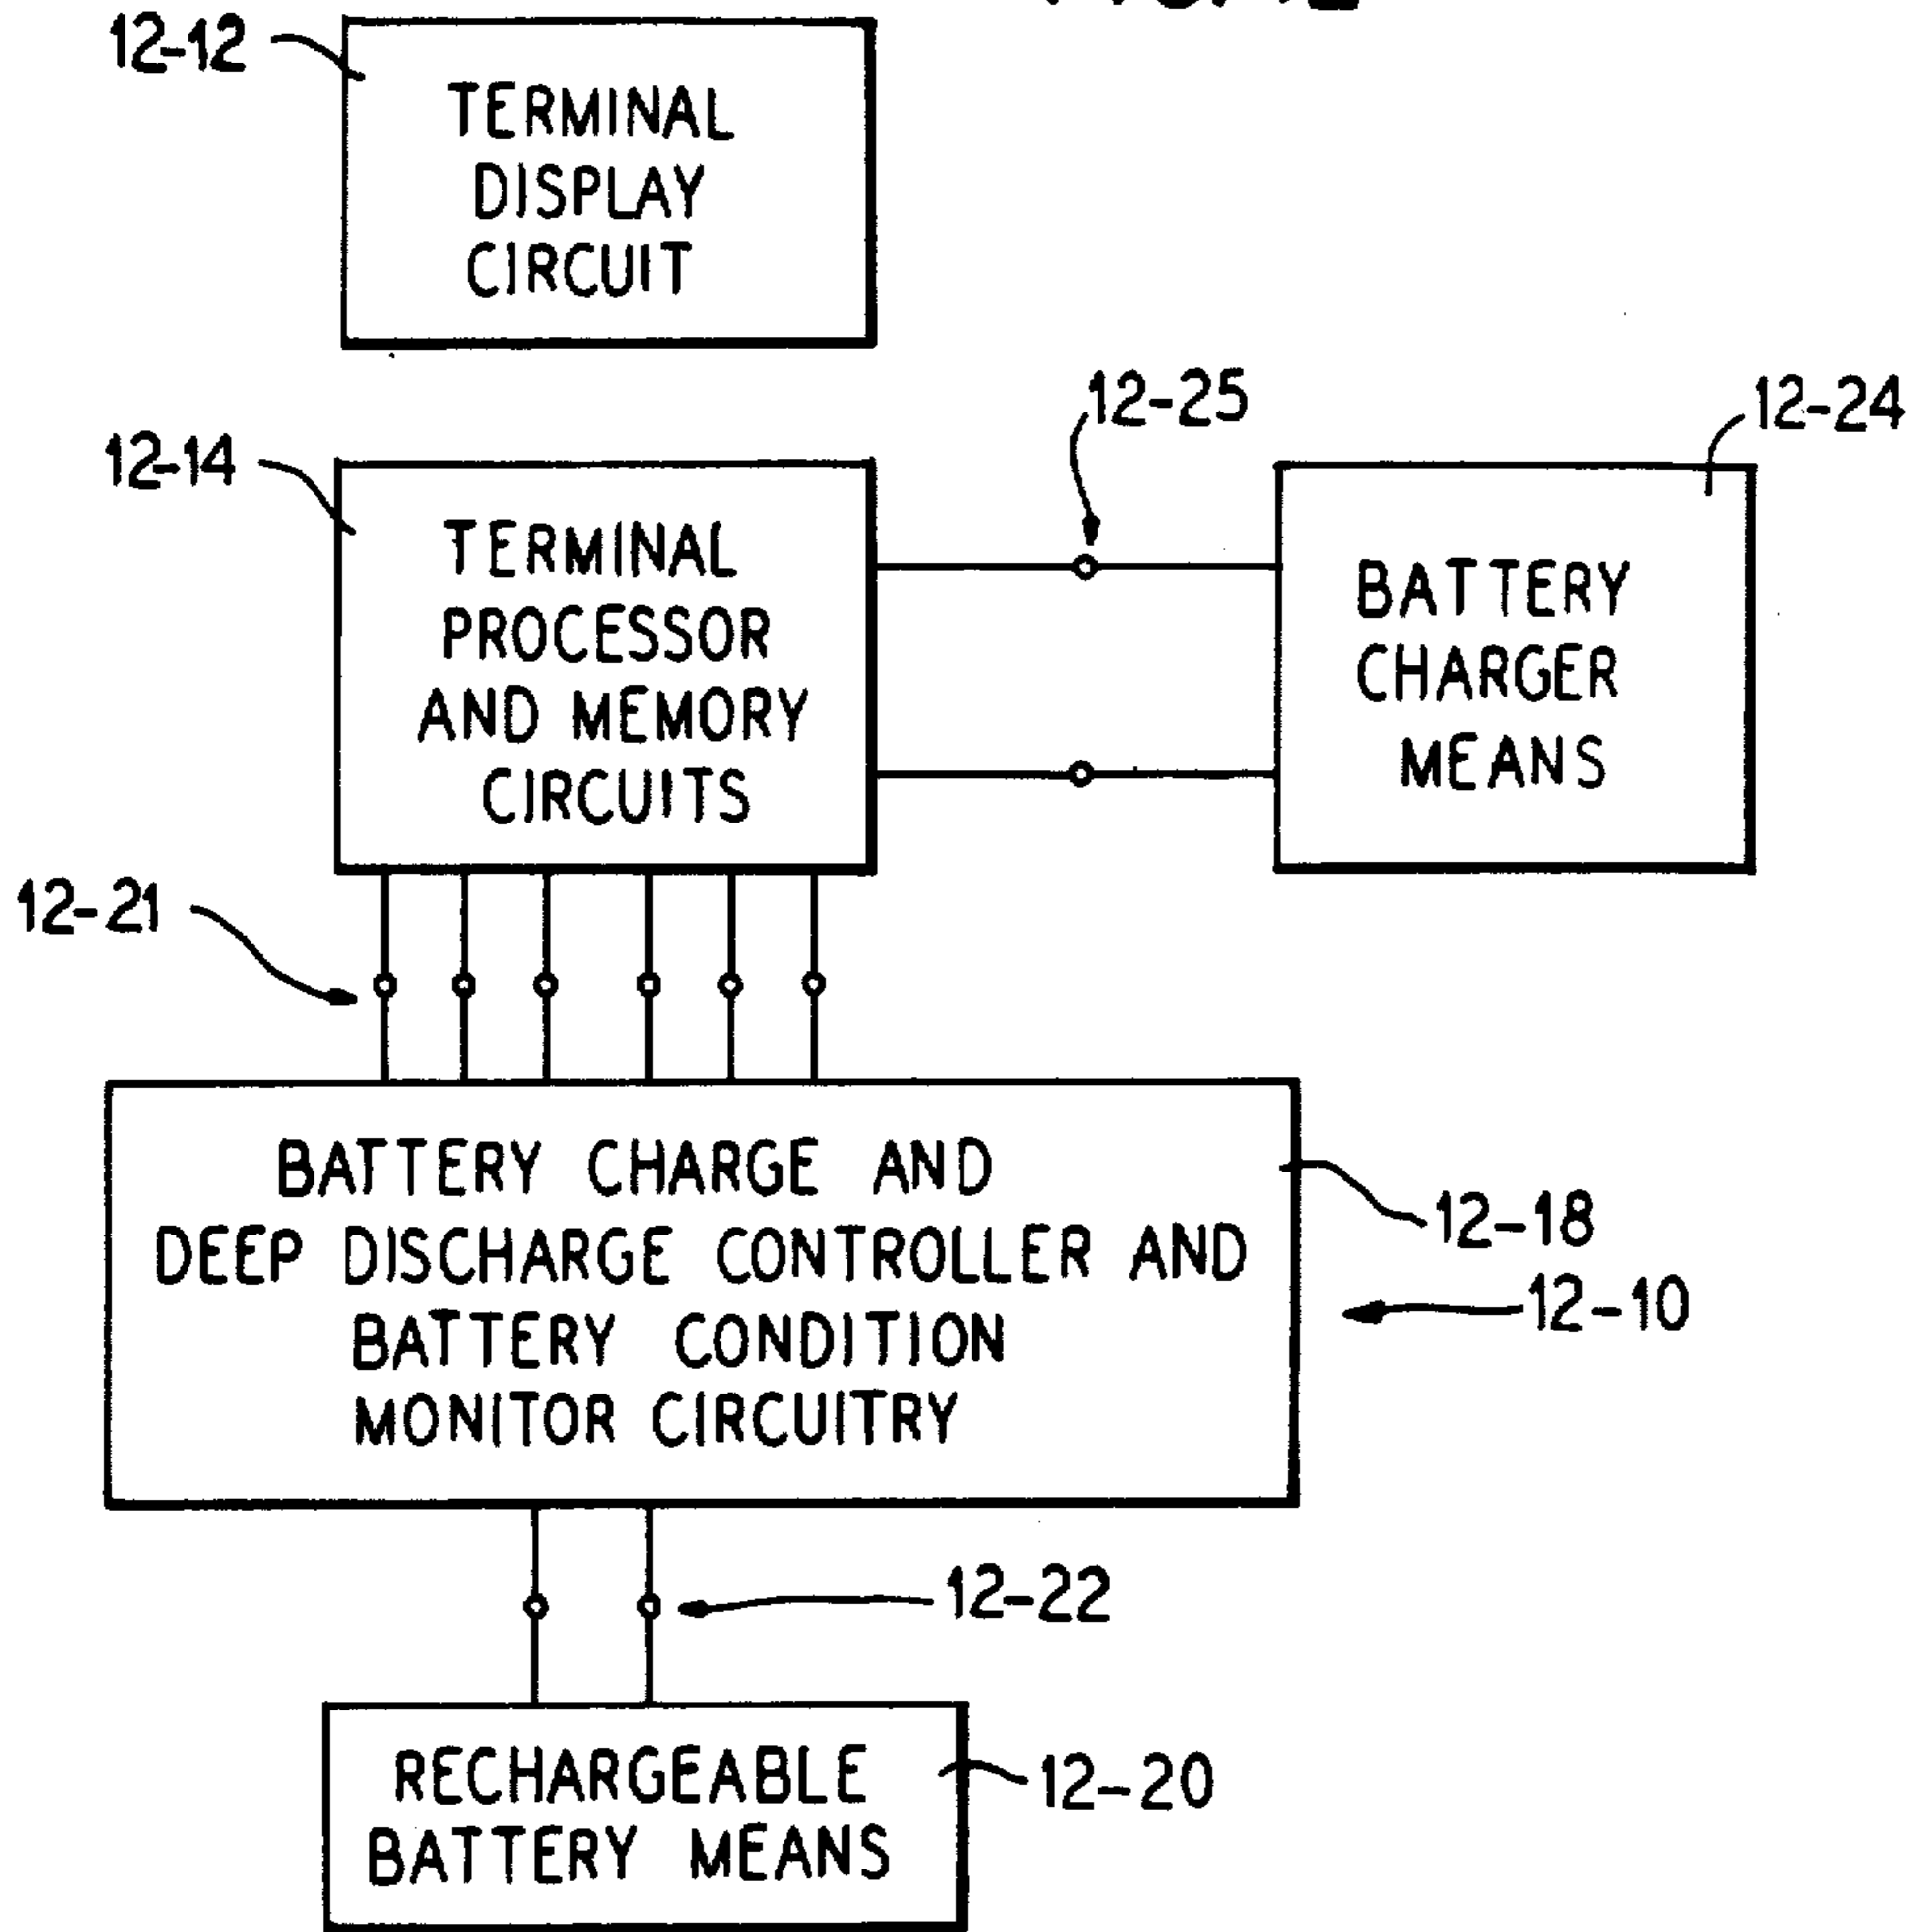 12-12
TERMINAL
DISPLAY
CIRCUIT
12-25
12-24
12-14
TERMINAL
PROCESSOR
AND MEMORY
CIRCUITS
BATTERY
CHARGER
MEANS
12-21
BATTERY CHARGE AND
DEEP DISCHARGE CONTROLLER AND
BATTERY CONDITION
MONITOR CIRCUITRY
12-18
12-10
12-22
RECHARGEABLE
BATTERY MEANS
12-20